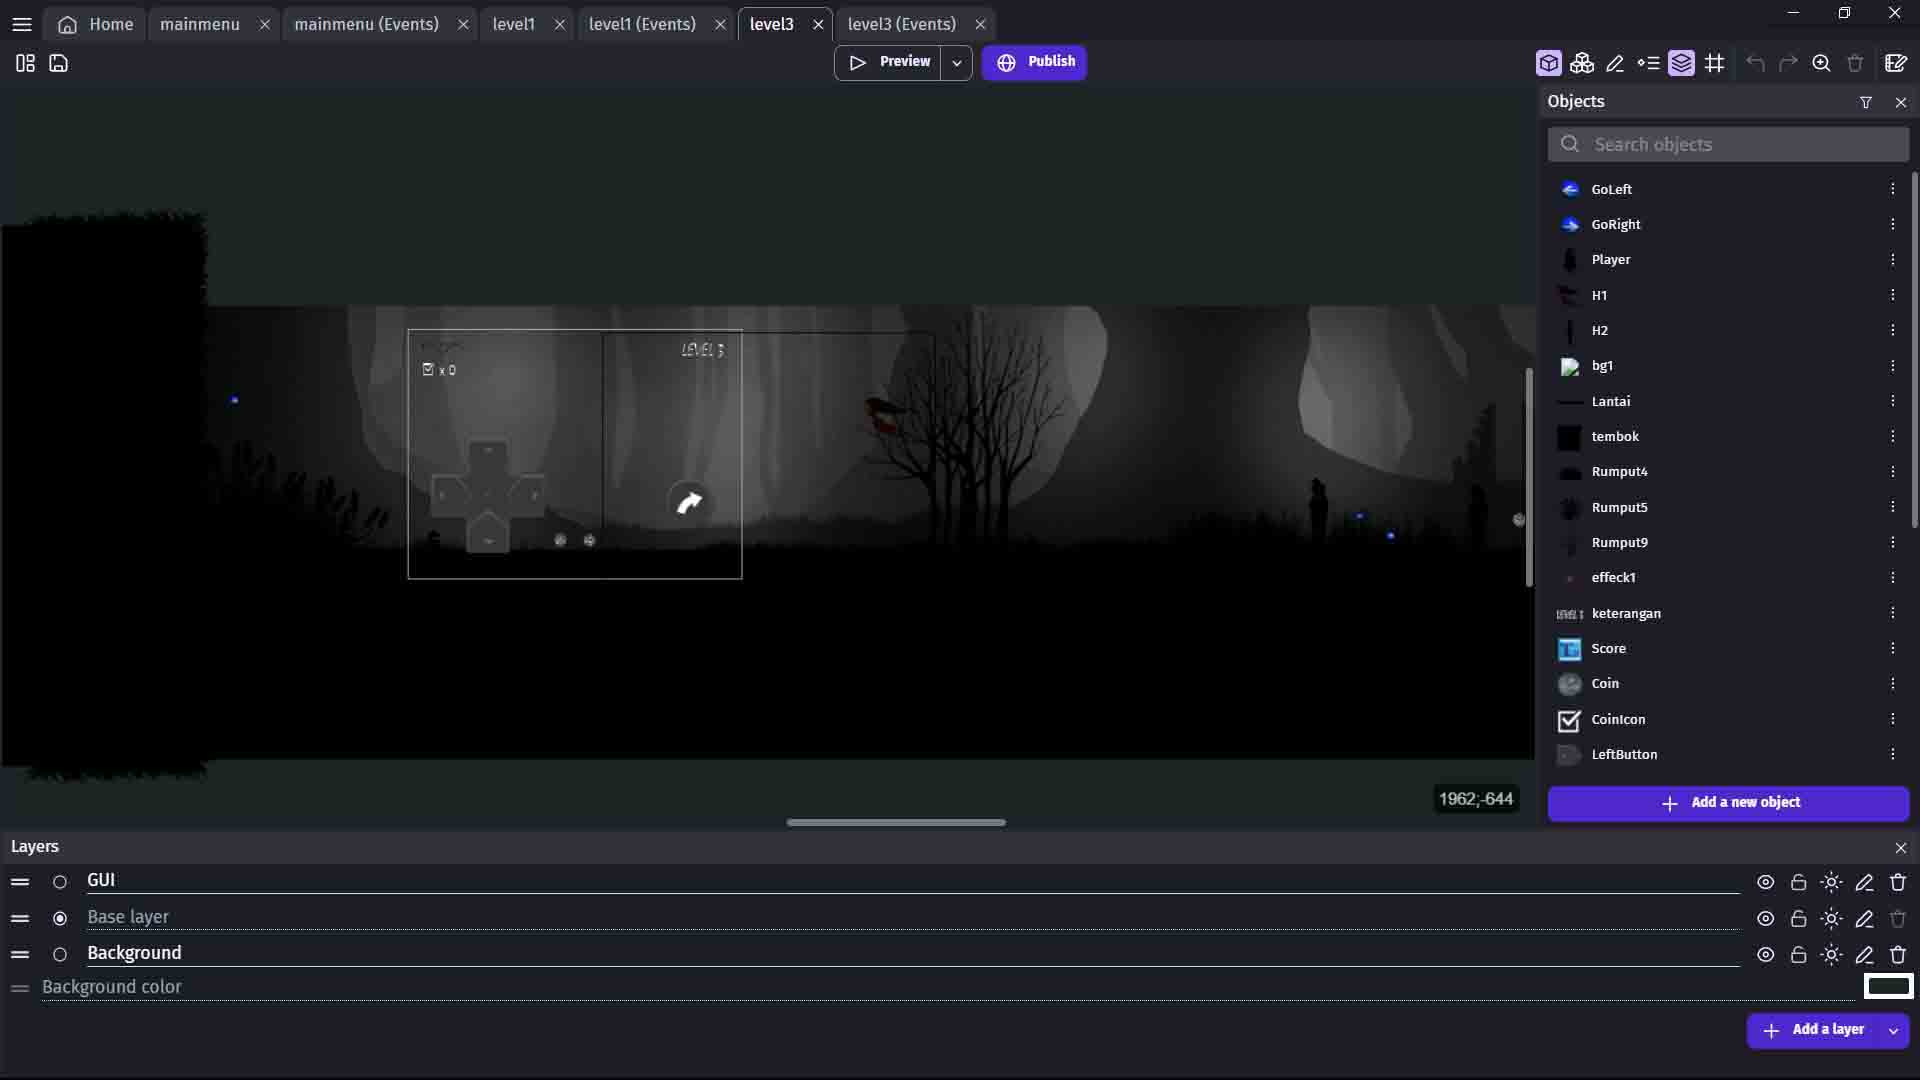 Home
mainmenu
mainmenu (Events)
level1
level1 (Events)
level3
level3 (Events)
Preview
Publish
Objects
Search objects
GoLeft
GoRight
Player
H1
H2
bg1
Lantai
tembok
Rumput4
Rumput5
Rumput9
effeck1
keterangan
Score
Coin
CoinIcon
LeftButton
Add a new object
LEVEL 3
x 0
1962;-644
Layers
GUI
Base layer
Background
Background color
Add a layer